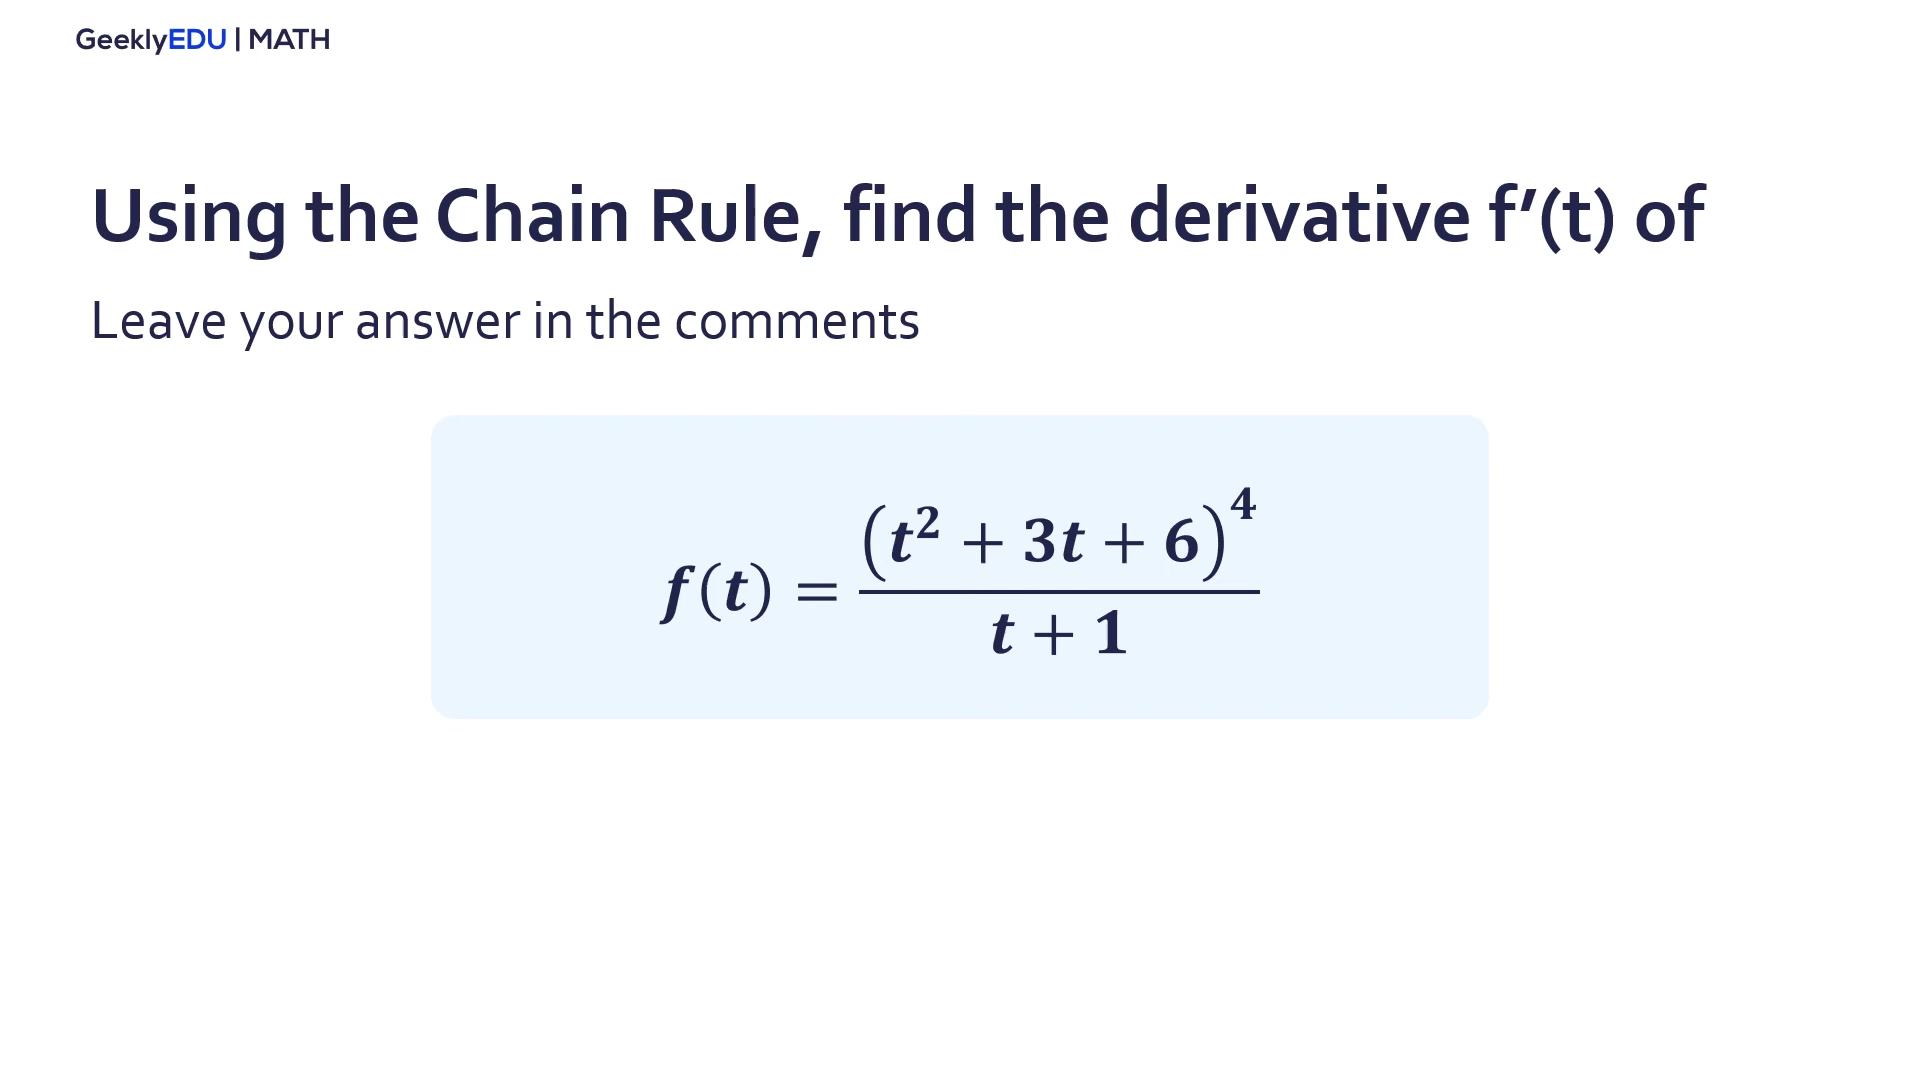 GeeklyEDU | MATH
Using the Chain Rule, find the derivative f’(t) of
Leave your answer in the comments
f(t) = (t² + 3t + 6)⁴ / t + 1